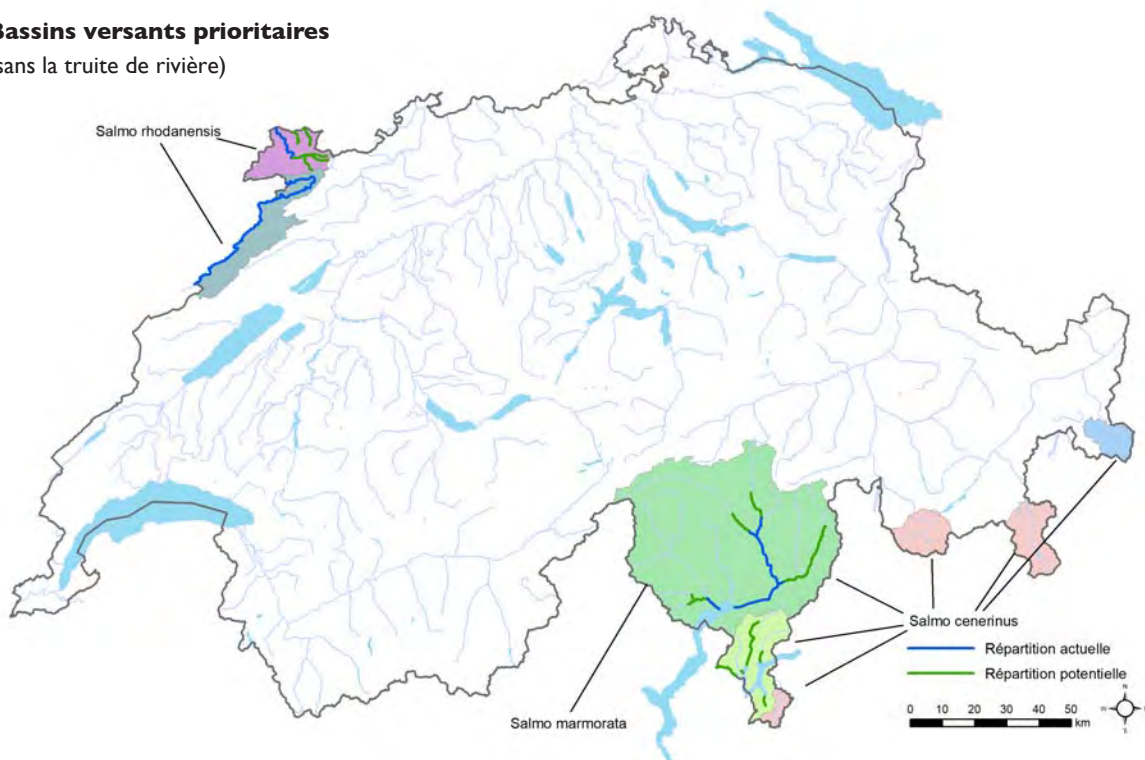 Bassins versants prioritaires
sans la truite de rivière)
Salmo rhodanensis
Salmo cenerinus
Répartition actuelle
Répartition potentielle
0 10 20 30 40 50
km
Salmo marmorata
N
W
S